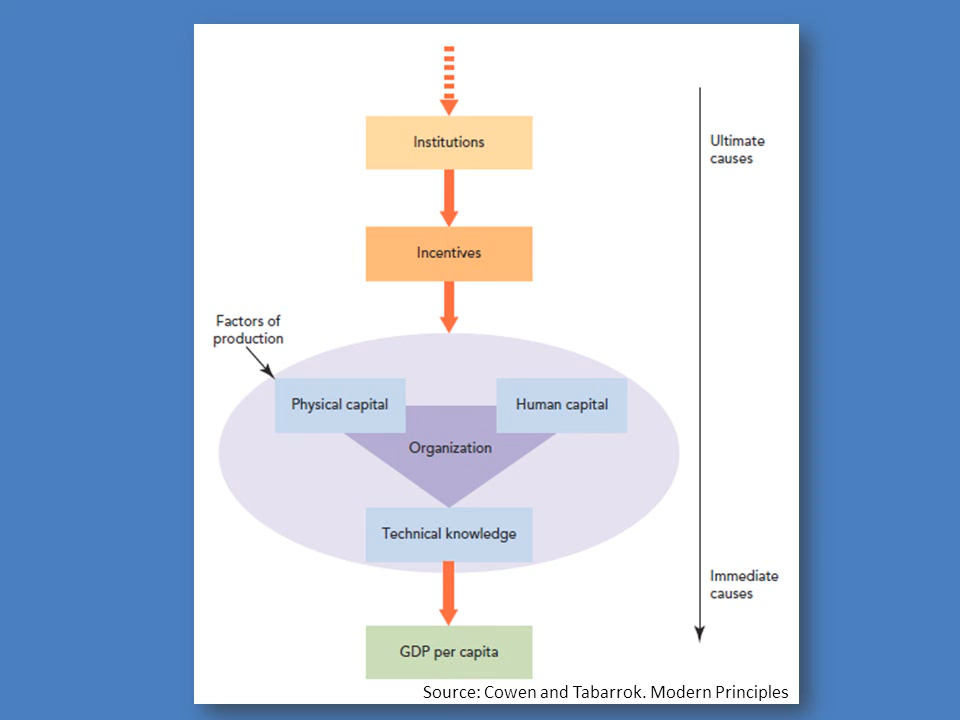 Institutions
Ultimate
causes
Incentives
Factors of
production
Physical capital
Human capital
Organization
Technical knowledge
Immediate
causes
GDP per capita
Source: Cowen and Tabarrok. Modern Principles